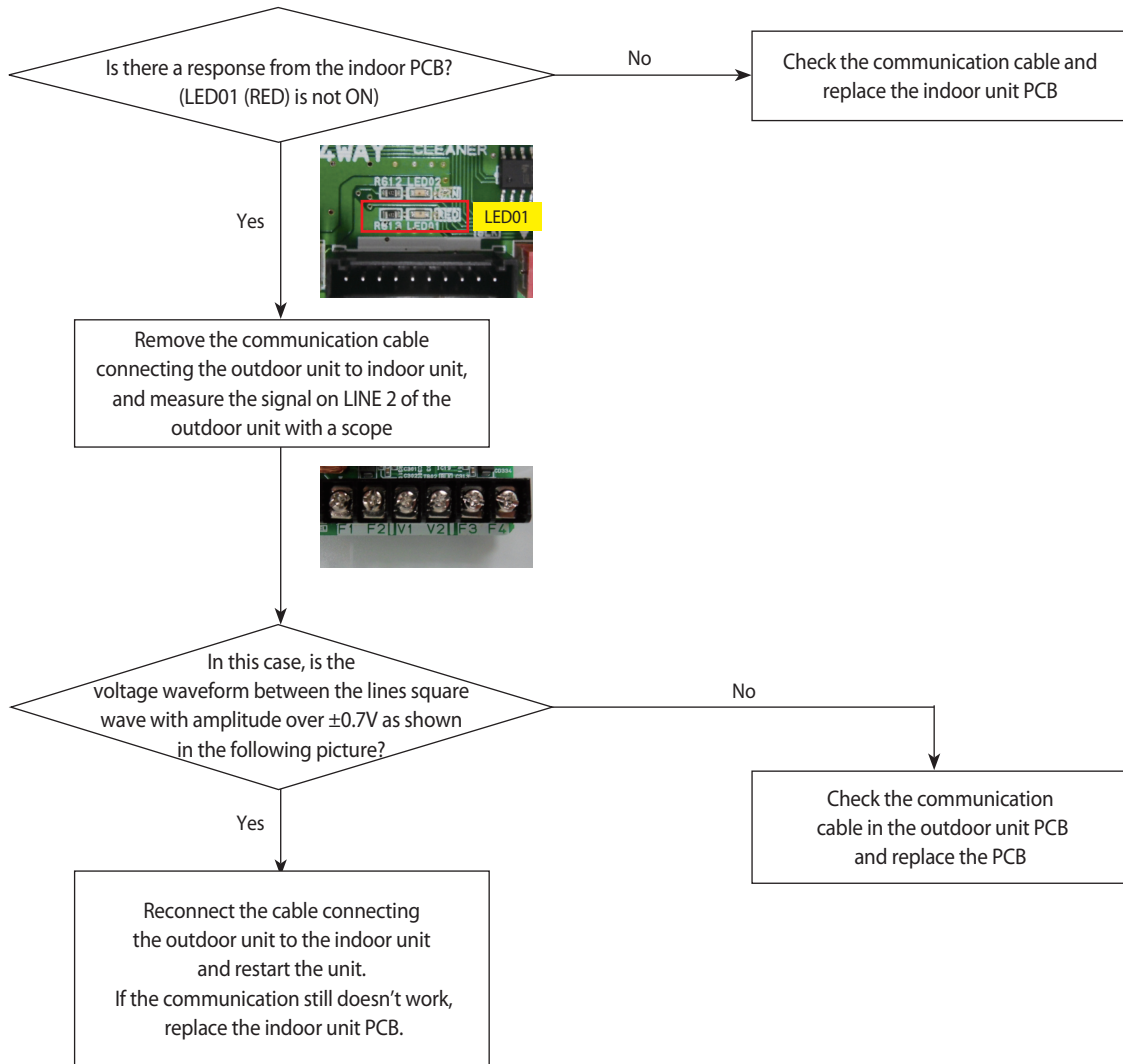 Is there a response from the indoor PCB?
(LED01 (RED) is not ON)
No
Check the communication cable and
replace the indoor unit PCB
Yes
4WAY CLEANER
R612 LED02 GRN
RED
R613 LED01
LED01
Remove the communication cable
connecting the outdoor unit to indoor unit,
and measure the signal on LINE 2 of the
outdoor unit with a scope
F1 F2 V1 V2 F3 F4
In this case, is the
voltage waveform between the lines square
wave with amplitude over ±0.7V as shown
in the following picture?
No
Check the communication
cable in the outdoor unit PCB
and replace the PCB
Yes
Reconnect the cable connecting
the outdoor unit to the indoor unit
and restart the unit.
If the communication still doesn’t work,
replace the indoor unit PCB.